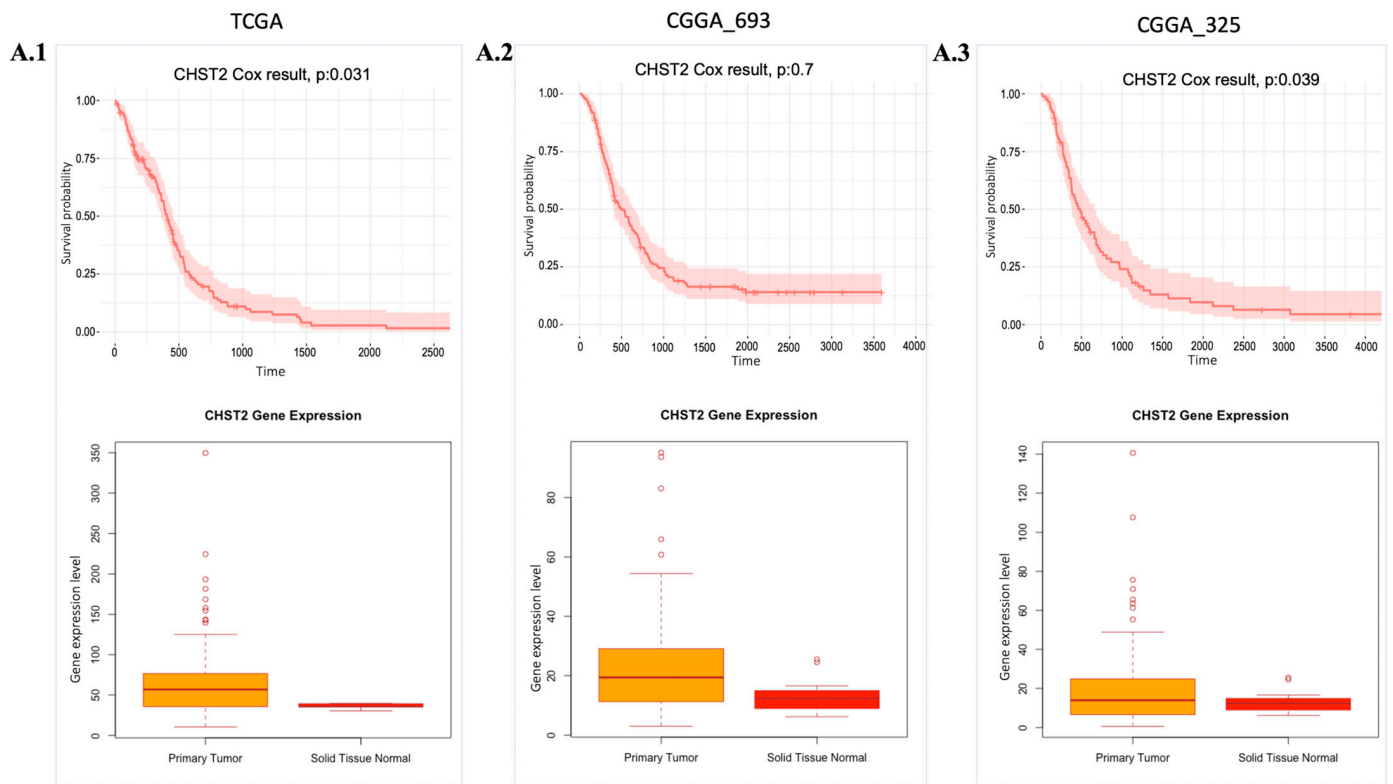 TCGA
CGGA_693
CGGA_325
A.1
A.2
A.3
CHST2 Cox result, p:0.031
1.00
0.75
0.50
0.25
0.00
Survival probability
0 500 1000 1500 2000 2500
Time
CHST2 Cox result, p:0.7
1.00
0.75
0.50
0.25
0.00
Survival probability
0 500 1000 1500 2000 2500 3000 3500 4000
Time
CHST2 Cox result, p:0.039
1.00
0.75
0.50
0.25
0.00
Survival probability
0 500 1000 1500 2000 2500 3000 3500 4000
Time
CHST2 Gene Expression
350
300
250
200
150
100
50
0
Gene expression level
Primary Tumor Solid Tissue Normal
CHST2 Gene Expression
80
60
40
20
0
Gene expression level
Primary Tumor Solid Tissue Normal
CHST2 Gene Expression
140
120
100
80
60
40
20
0
Gene expression level
Primary Tumor Solid Tissue Normal